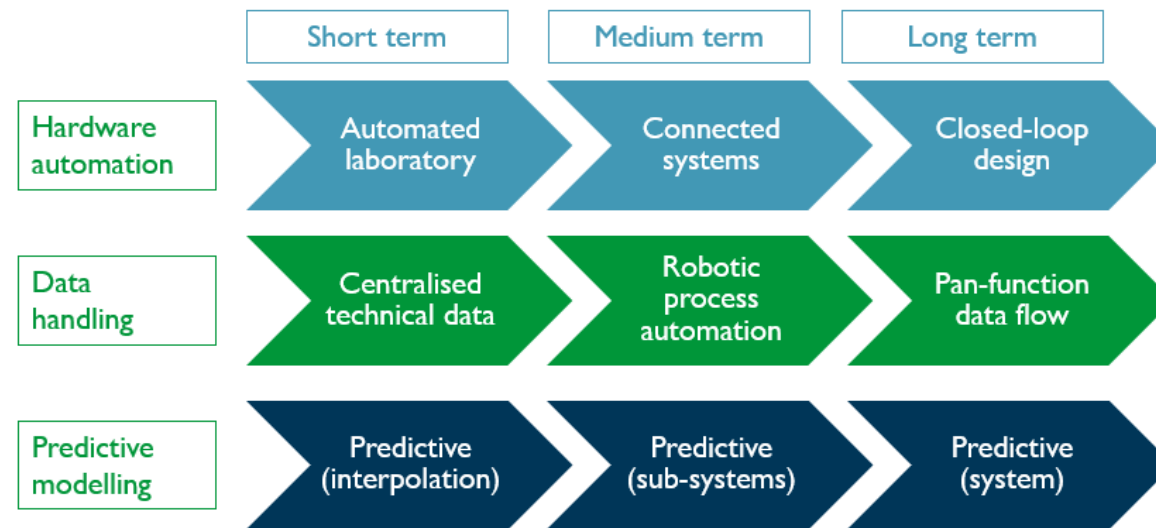 Short term
Medium term
Long term
Hardware
automation
Automated
laboratory
Connected
systems
Closed-loop
design
Data
handling
Centralised
technical data
Robotic
process
automation
Pan-function
data flow
Predictive
modelling
Predictive
(interpolation)
Predictive
(sub-systems)
Predictive
(system)